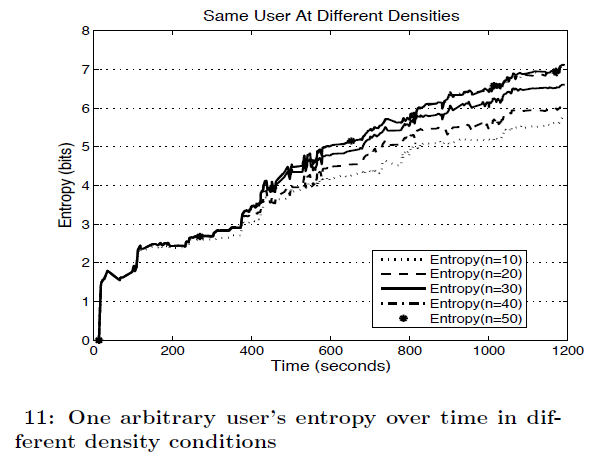 Same User At Different Densities
8
7
6
5
4
3
2
1
0
Entropy (bits)
Entropy(n=10)
Entropy(n=20)
Entropy(n=30)
Entropy(n=40)
Entropy(n=50)
0 200 400 600 800 1000 1200
Time (seconds)
11: One arbitrary user's entropy over time in dif-
ferent density conditions